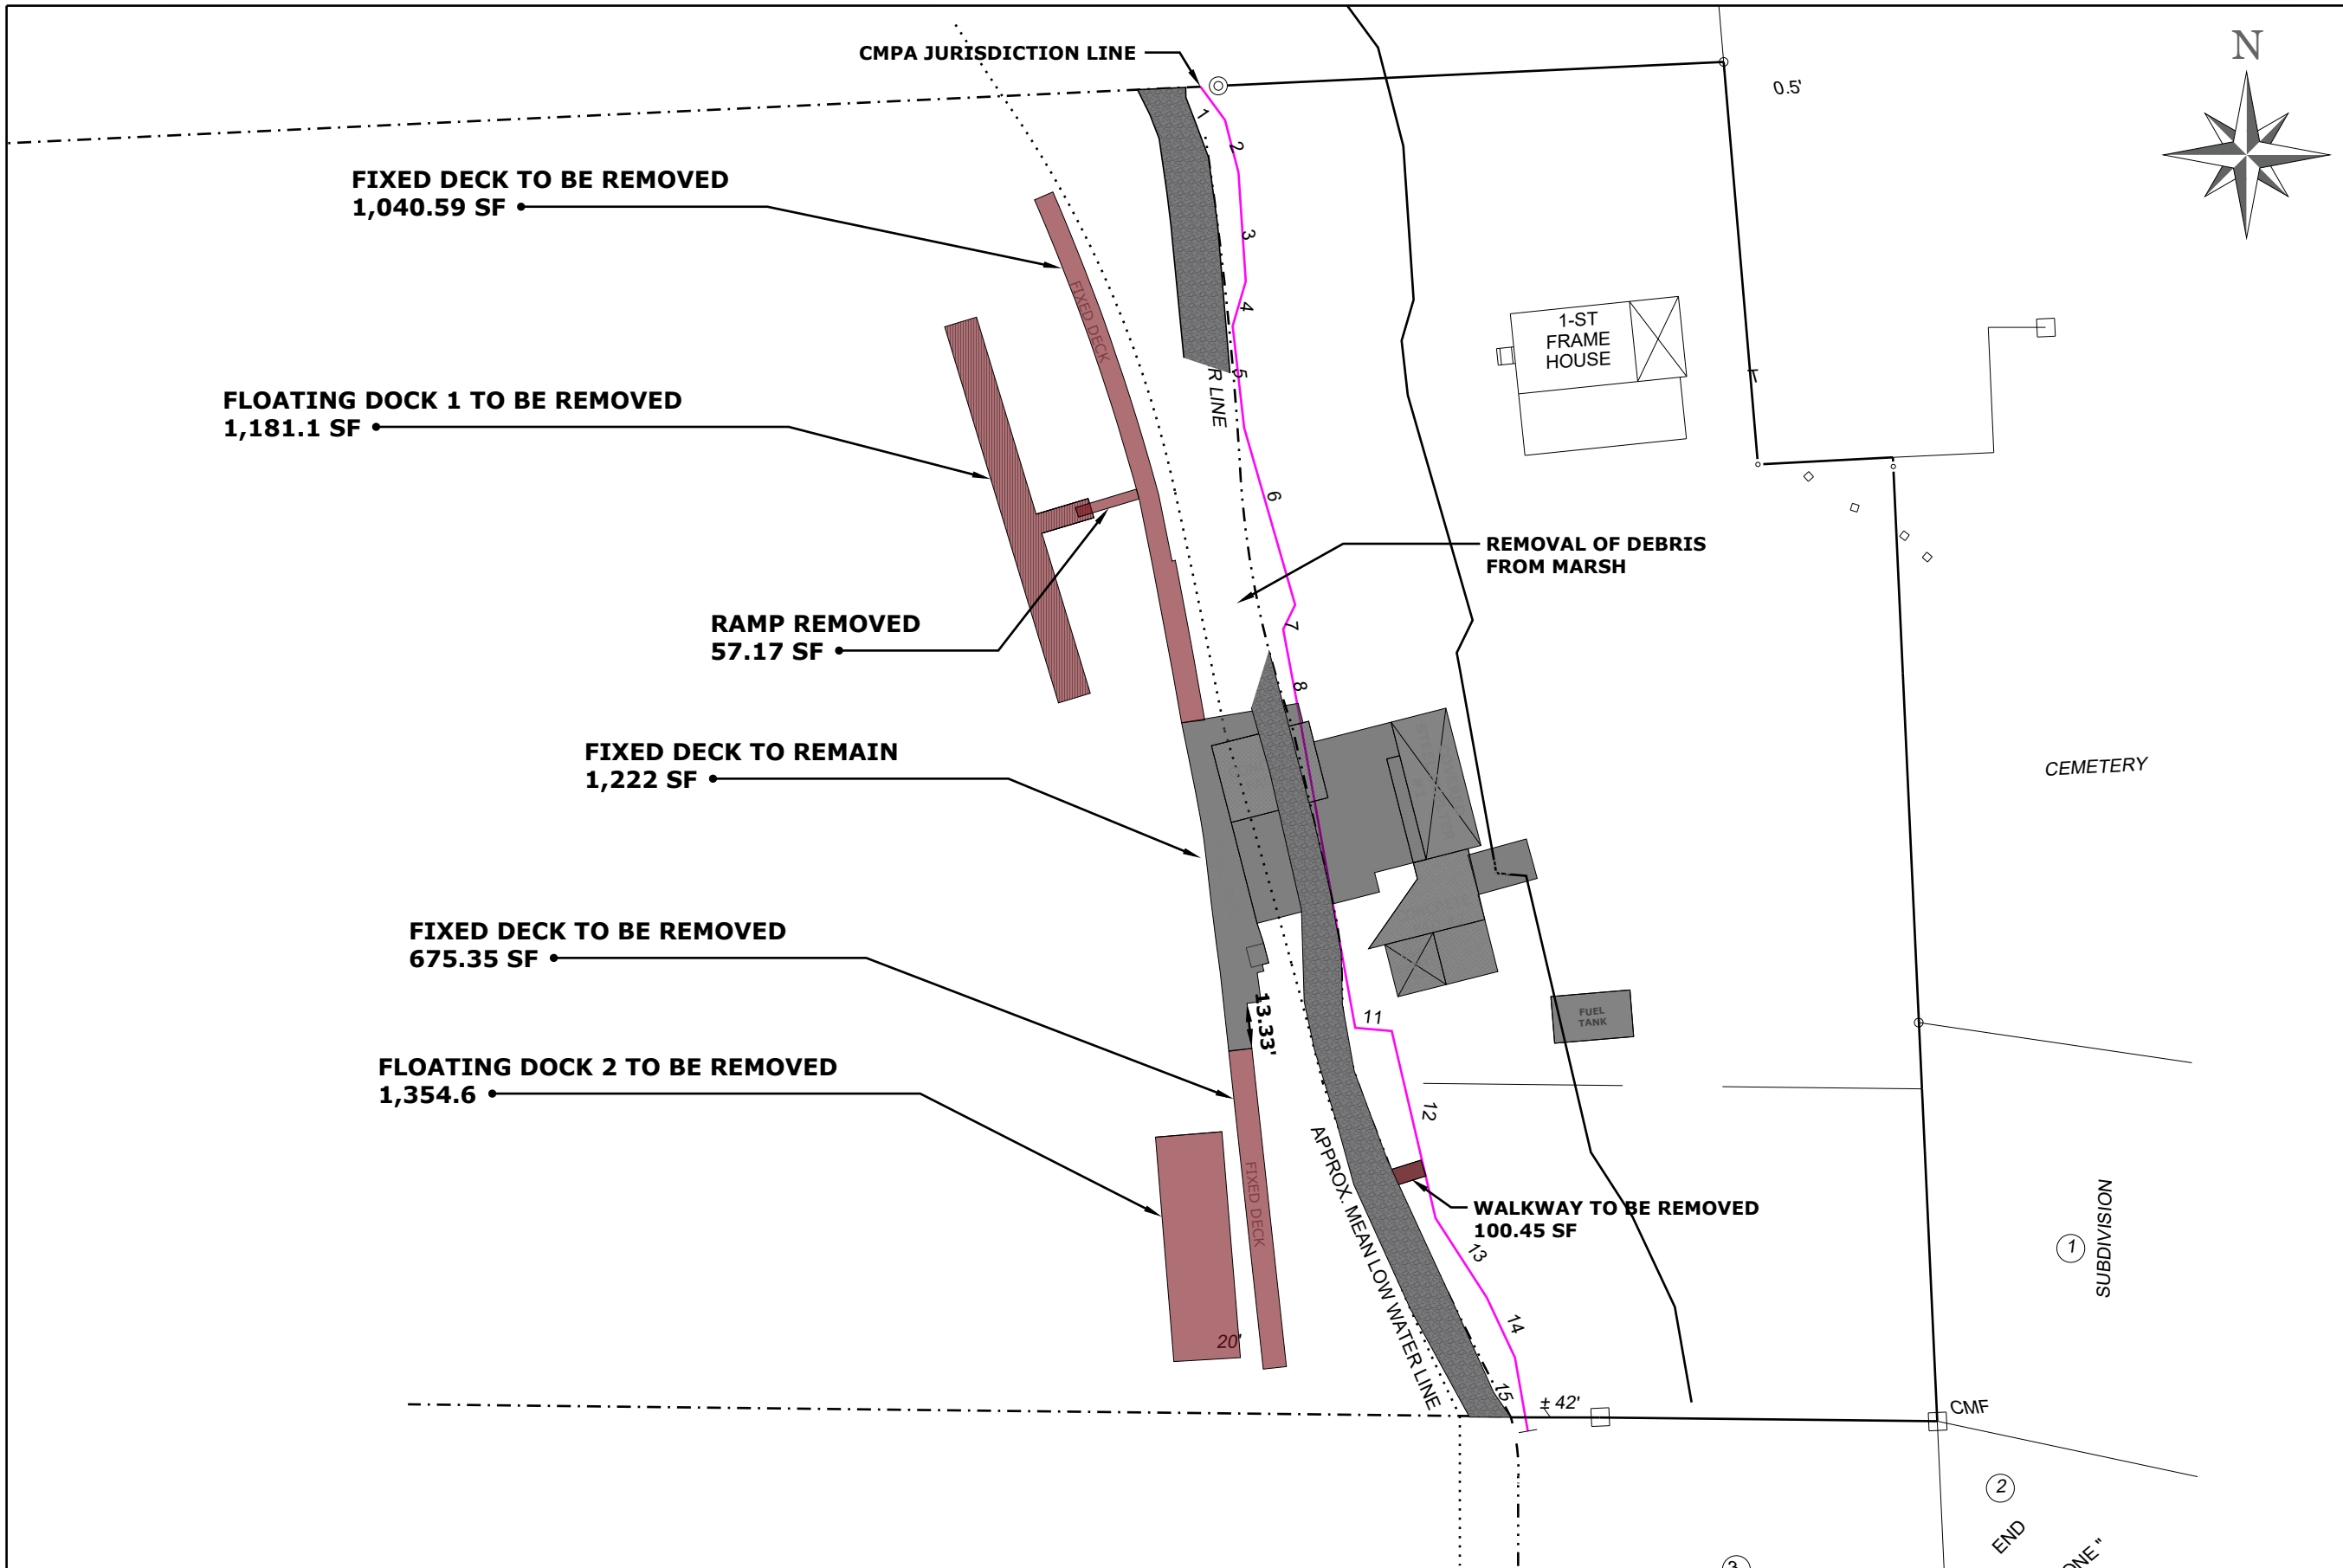 CMPA JURISDICTION LINE
N
0.5'
1
2
FIXED DECK TO BE REMOVED
1,040.59 SF
3
FIXED DECK
4
1-ST
FRAME
HOUSE
5
T
R LINE
FLOATING DOCK 1 TO BE REMOVED
1,181.1 SF
6
REMOVAL OF DEBRIS
FROM MARSH
RAMP REMOVED
57.17 SF
7
8
FIXED DECK TO REMAIN
1,222 SF
CEMETERY
FIXED DECK TO BE REMOVED
675.35 SF
13.33'
11
FUEL
TANK
FLOATING DOCK 2 TO BE REMOVED
1,354.6
12
FIXED DECK
APPROX. MEAN LOW WATER LINE
WALKWAY TO BE REMOVED
100.45 SF
13
1
SUBDIVISION
14
20'
15
± 42'
CMF
2
END
ONE"
3